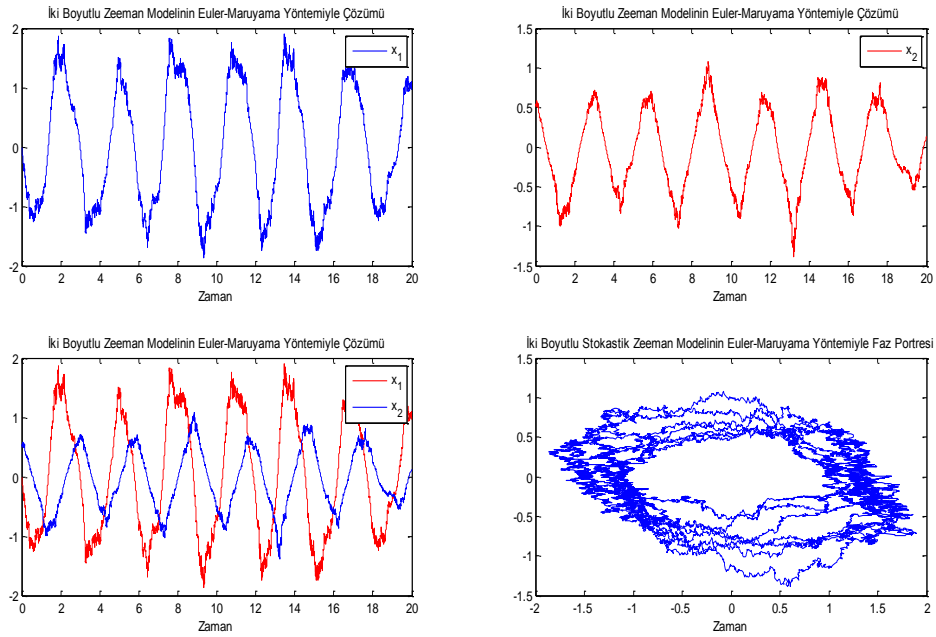 İki Boyutlu Zeeman Modelinin Euler-Maruyama Yöntemiyle Çözümü
2
1
0
-1
-2
0 2 4 6 8 10 12 14 16 18 20
Zaman
x1
İki Boyutlu Zeeman Modelinin Euler-Maruyama Yöntemiyle Çözümü
1.5
1
0.5
0
-0.5
-1
-1.5
0 2 4 6 8 10 12 14 16 18 20
Zaman
x2
İki Boyutlu Zeeman Modelinin Euler-Maruyama Yöntemiyle Çözümü
2
1
0
-1
-2
0 2 4 6 8 10 12 14 16 18 20
Zaman
x1
x2
İki Boyutlu Stokastik Zeeman Modelinin Euler-Maruyama Yöntemiyle Faz Portresi
1.5
1
0.5
0
-0.5
-1
-1.5
-2 -1.5 -1 -0.5 0 0.5 1 1.5 2
Zaman